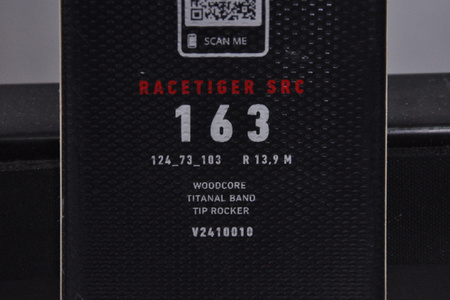 SCAN ME
RACETIGER SRC
163
124_73_103 R 13,9 M
WOODCORE
TITANAL BAND
TIP ROCKER
V2410010